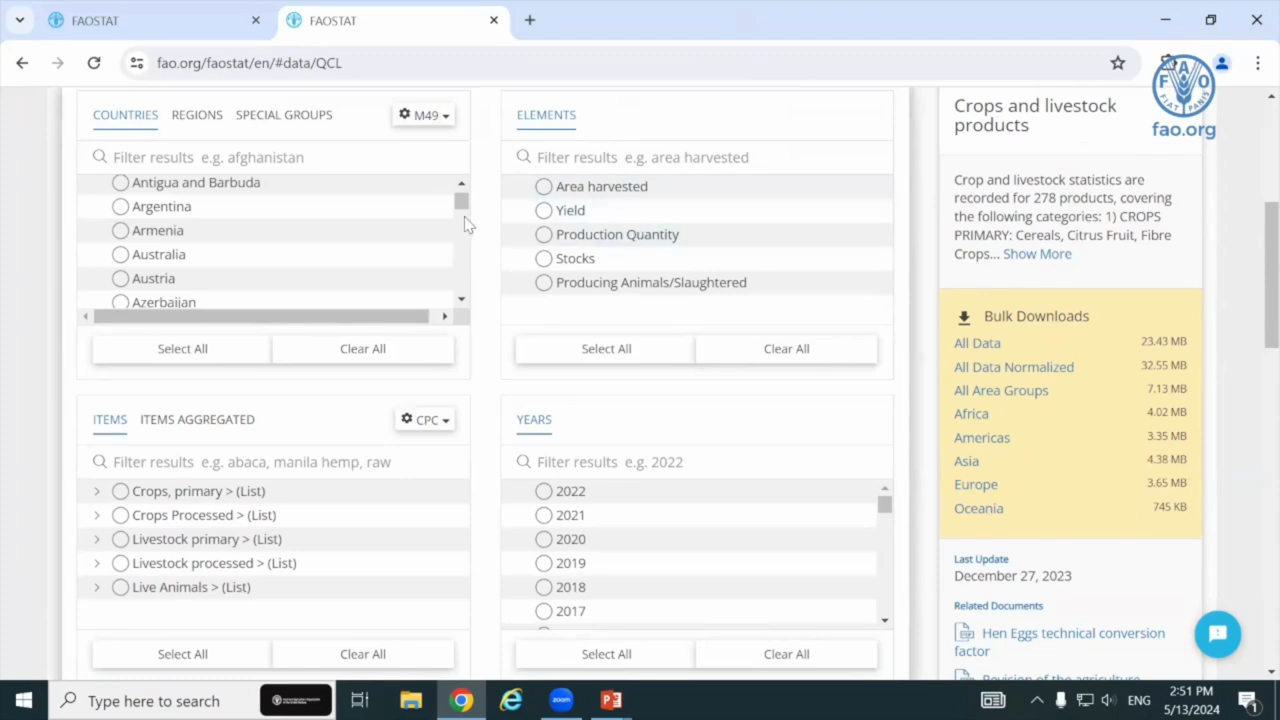 FAOSTAT
FAOSTAT
fao.org/faostat/en/#data/QCL
F A O
FIAT PANIS
fao.org
COUNTRIES REGIONS SPECIAL GROUPS M49
Filter results e.g. afghanistan
Antigua and Barbuda
Argentina
Armenia
Australia
Austria
Azerbaijan
Select All Clear All
ELEMENTS
Filter results e.g. area harvested
Area harvested
Yield
Production Quantity
Stocks
Producing Animals/Slaughtered
Select All Clear All
ITEMS ITEMS AGGREGATED CPC
Filter results e.g. abaca, manila hemp, raw
Crops, primary > (List)
Crops Processed > (List)
Livestock primary > (List)
Livestock processed > (List)
Live Animals > (List)
Select All Clear All
YEARS
Filter results e.g. 2022
2022
2021
2020
2019
2018
2017
Select All Clear All
Crops and livestock
products
Crop and livestock statistics are
recorded for 278 products, covering
the following categories: 1) CROPS
PRIMARY: Cereals, Citrus Fruit, Fibre
Crops... Show More
Bulk Downloads
All Data 23.43 MB
All Data Normalized 32.55 MB
All Area Groups 7.13 MB
Africa 4.02 MB
Americas 3.35 MB
Asia 4.38 MB
Europe 3.65 MB
Oceania 745 KB
Last Update
December 27, 2023
Related Documents
Hen Eggs technical conversion
factor
Revision of the agriculture
Type here to search
zoom
ENG
2:51 PM
5/13/2024
1